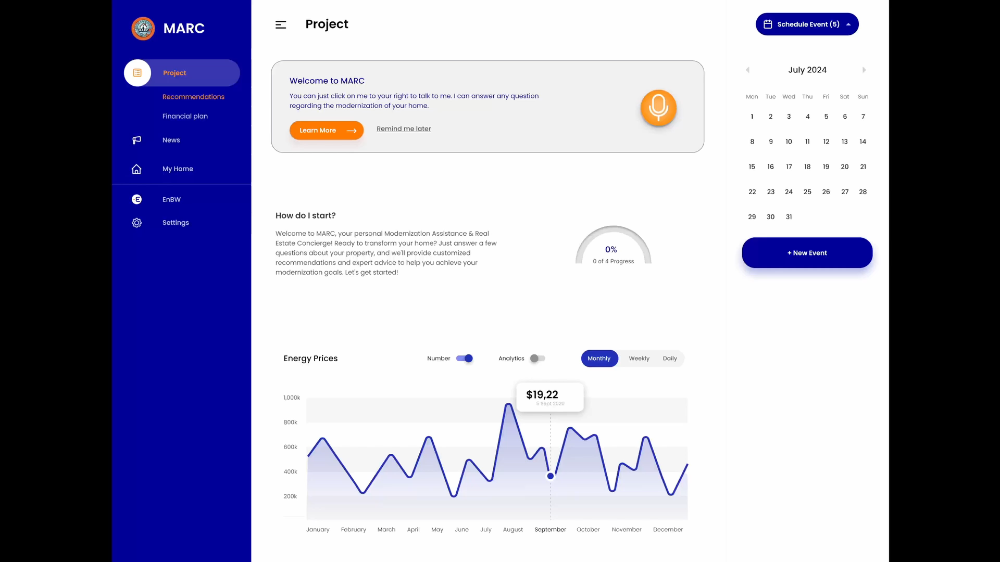 MARC
MARC
Project
Recommendations
Financial plan
News
My Home
EnBW
Settings
Project
Welcome to MARC
You can just click on me to your right to talk to me. I can answer any question
regarding the modernization of your home.
Learn More
Remind me later
How do I start?
Welcome to MARC, your personal Modernization Assistance & Real
Estate Concierge! Ready to transform your home? Just answer a few
questions about your property, and we'll provide customized
recommendations and expert advice to help you achieve your
modernization goals. Let's get started!
0%
0 of 4 Progress
Energy Prices
Number
Analytics
Monthly Weekly Daily
$19,22
5 Sept 2020
1,000k
800k
600k
400k
200k
January February March April May June July August September October November December
Schedule Event (5)
July 2024
Mon Tue Wed Thu Fri Sat Sun
1 2 3 4 5 6 7
8 9 10 11 12 13 14
15 16 17 18 19 20 21
22 23 24 25 26 27 28
29 30 31
+ New Event